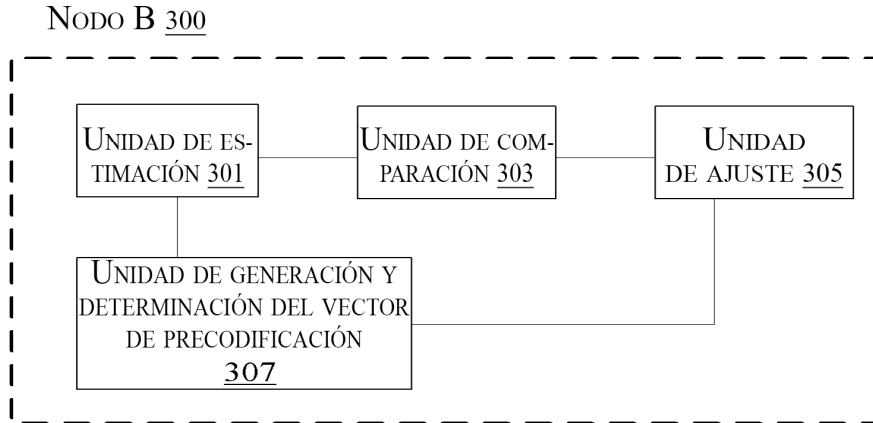 Nodo B 300
Unidad de es-
timación 301
Unidad de com-
paración 303
Unidad
de ajuste 305
Unidad de generación y
determinación del vector
de precodificación
307